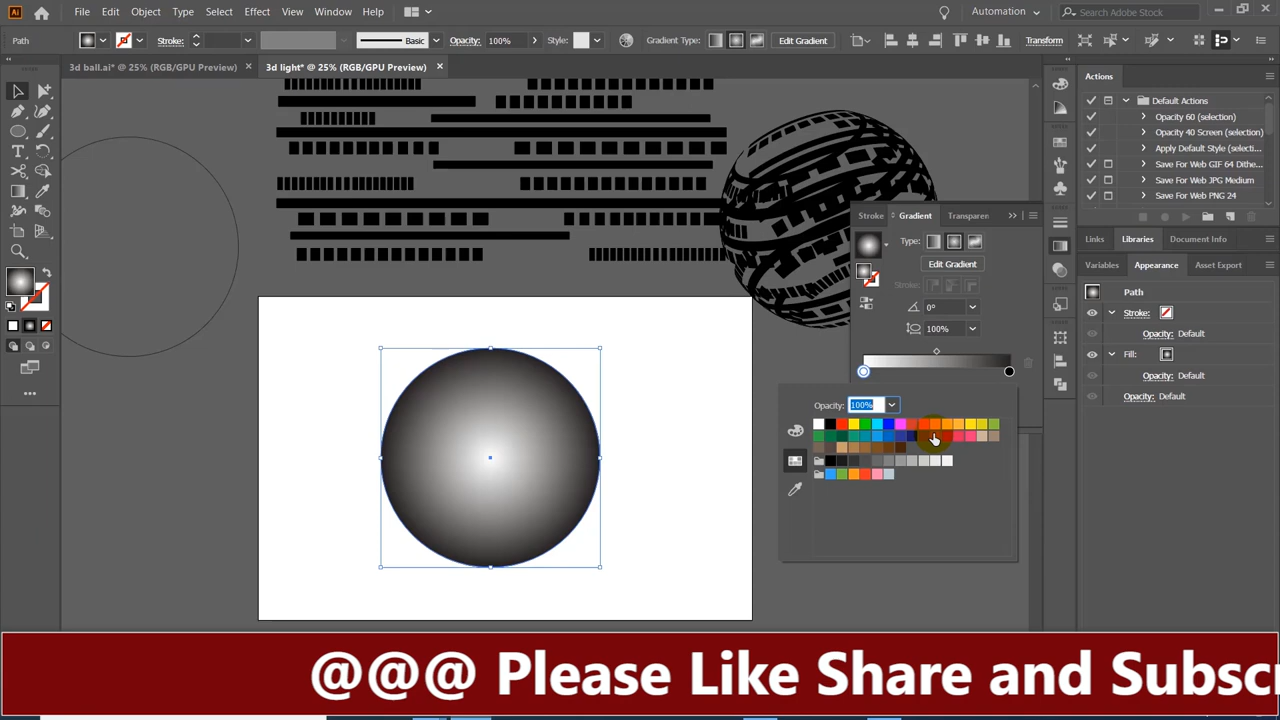 Ai File Edit Object Type Select Effect View Window Help Automation Search Adobe Stock
Path Stroke: Basic Opacity: 100% Style: Gradient Type: Edit Gradient Transform
3d ball.ai* @ 25% (RGB/GPU Preview) × 3d light* @ 25% (RGB/GPU Preview) ×
Actions
Default Actions
Opacity 60 (selection)
Opacity 40 Screen (selection)
Apply Default Style (selecti...
Save For Web GIF 64 Dithe...
Save For Web JPG Medium
Save For Web PNG 24
Stroke Gradient Transparen
Type:
Edit Gradient
Stroke:
0°
100%
Opacity: 100%
Links Libraries Document Info
Variables Appearance Asset Export
Path
Stroke:
Opacity: Default
Fill:
Opacity: Default
Opacity: Default
@@@ Please Like Share and Subsc